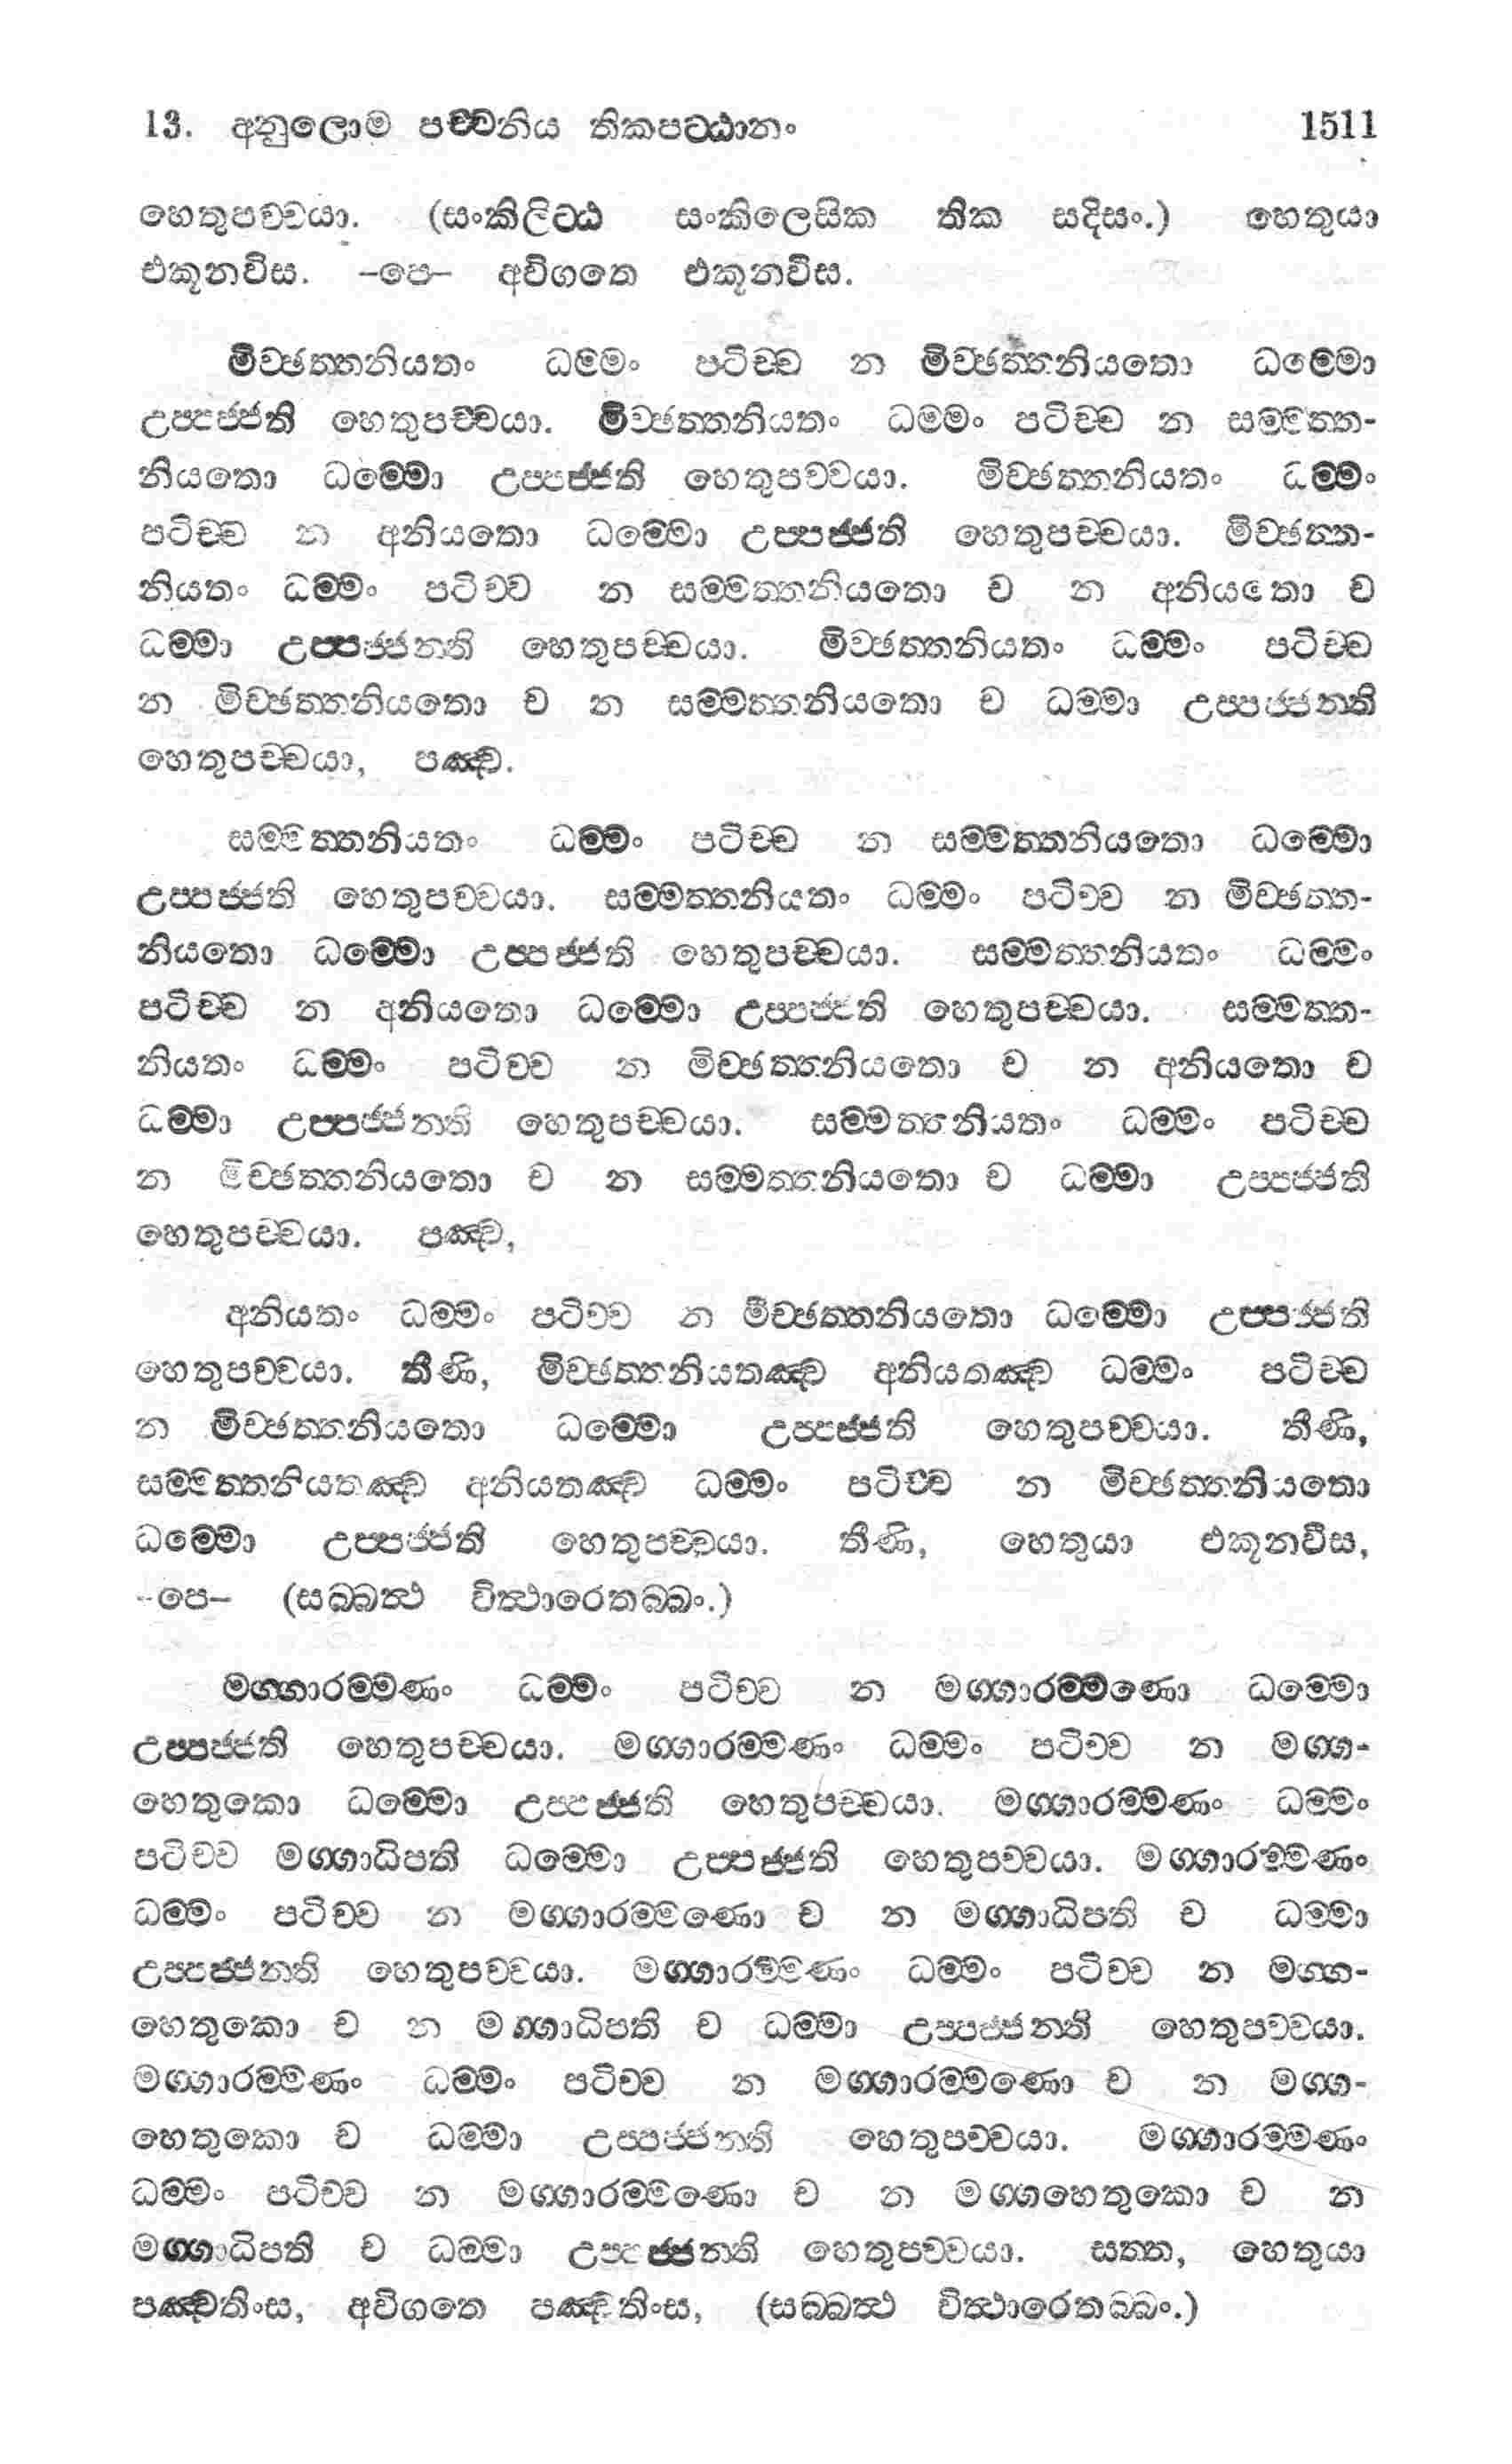 13. අනුලොම පච්චනිය තිකපට්ඨානං 1511
හෙතුපච්චයා. (සංකිලිට්ඨ සංකිලෙසික තික සදිසං.) හෙතුයා
එකූනවිස. –පෙ– අවිගතෙ එකූනවිස.
මිච්ඡත්තනියතං ධම්මං පටිච්ච න මිච්ඡත්තනියතො ධම්මො
උප්පජ්ජති හෙතුපච්චයා. මිච්ඡත්තනියතං ධම්මං පටිච්ච න සම්මත්ත-
නියතො ධම්මො උප්පජ්ජති හෙතුපච්චයා. මිච්ඡත්තනියතං ධම්මං
පටිච්ච න අනියතො ධම්මො උප්පජ්ජති හෙතුපච්චයා. මිච්ඡත්ත-
නියතං ධම්මං පටිච්ච න සම්මත්තනියතො ච න අනියතො ච
ධම්මා උප්පජ්ජන්ති හෙතුපච්චයා. මිච්ඡත්තනියතං ධම්මං පටිච්ච
න මිච්ඡත්තනියතො ච න සම්මත්තනියතො ච ධම්මා උප්පජ්ජන්ති
හෙතුපච්චයා, පඤ්ච.
සම්මත්තනියතං ධම්මං පටිච්ච න සම්මත්තනියතො ධම්මො
උප්පජ්ජති හෙතුපච්චයා. සම්මත්තනියතං ධම්මං පටිච්ච න මිච්ඡත්ත-
නියතො ධම්මො උප්පජ්ජති හෙතුපච්චයා. සම්මත්තනියතං ධම්මං
පටිච්ච න අනියතො ධම්මො උප්පජ්ජති හෙතුපච්චයා. සම්මත්ත-
නියතං ධම්මං පටිච්ච න මිච්ඡත්තනියතො ච න අනියතො ච
ධම්මා උප්පජ්ජන්ති හෙතුපච්චයා. සම්මත්තනියතං ධම්මං පටිච්ච
න මිච්ඡත්තනියතො ච න සම්මත්තනියතො ච ධම්මා උප්පජ්ජති
හෙතුපච්චයා. පඤ්ච,
අනියතං ධම්මං පටිච්ච න මිච්ඡත්තනියතො ධම්මො උප්පජ්ජති
හෙතුපච්චයා. තීණි, මිච්ඡත්තනියතඤ්ච අනියතඤ්ච ධම්මං පටිච්ච
න මිච්ඡත්තනියතො ධම්මො උප්පජ්ජති හෙතුපච්චයා. තීණි,
සම්මත්තනියතඤ්ච අනියතඤ්ච ධම්මං පටිච්ච න මිච්ඡත්තනියතො
ධම්මො උප්පජ්ජති හෙතුපච්චයා. තීණි, හෙතුයා එකූනවීස,
–පෙ– (සබ්බත්ථ විත්ථාරෙතබ්බං.)
මග්ගාරම්මණං ධම්මං පටිච්ච න මග්ගාරම්මණො ධම්මො
උප්පජ්ජති හෙතුපච්චයා. මග්ගාරම්මණං ධම්මං පටිච්ච න මග්ග-
හෙතුකො ධම්මො උප්පජ්ජති හෙතුපච්චයා. මග්ගාරම්මණං ධම්මං
පටිච්ච මග්ගාධිපති ධම්මො උප්පජ්ජති හෙතුපච්චයා. මග්ගාරම්මණං
ධම්මං පටිච්ච න මග්ගාරම්මණො ච න මග්ගාධිපති ච ධම්මා
උප්පජ්ජන්ති හෙතුපච්චයා. මග්ගාරම්මණං ධම්මං පටිච්ච න මග්ග-
හෙතුකො ච න මග්ගාධිපති ච ධම්මා උප්පජ්ජන්ති හෙතුපච්චයා.
මග්ගාරම්මණං ධම්මං පටිච්ච න මග්ගාරම්මණො ච න මග්ග-
හෙතුකො ච ධම්මා උප්පජ්ජන්ති හෙතුපච්චයා. මග්ගාරම්මණං
ධම්මං පටිච්ච න මග්ගාරම්මණො ච න මග්ගහෙතුකො ච න
මග්ගාධිපති ච ධම්මා උප්පජ්ජන්ති හෙතුපච්චයා. සත්ත, හෙතුයා
පඤ්චතිංස, අවිගතෙ පඤ්චතිංස, (සබ්බත්ථ විත්ථාරෙතබ්බං.)